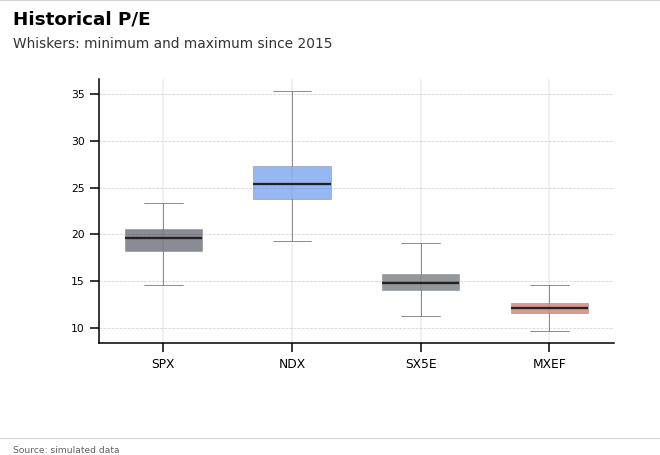 Historical P/E
Whiskers: minimum and maximum since 2015
35
30
25
20
15
10
SPX NDX SX5E MXEF
Source: simulated data